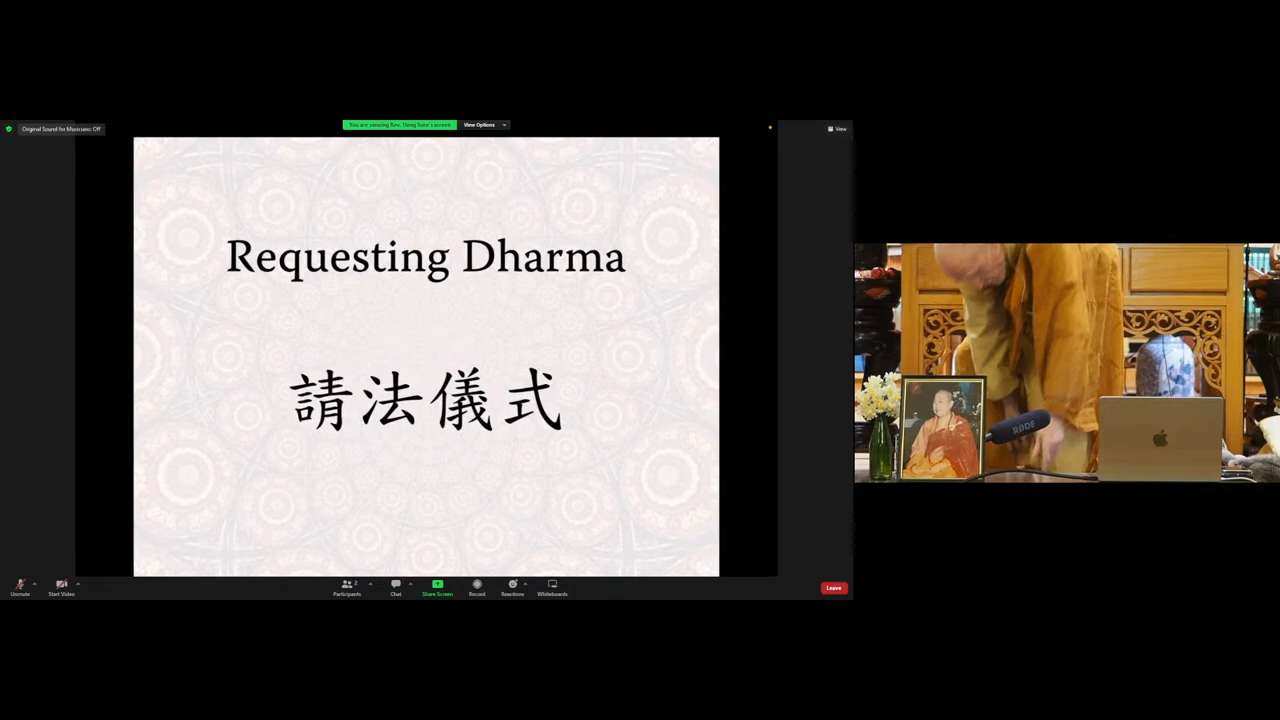 Original Sound for Musicians: Off
You are viewing Rev. Heng Sure's screen
View Options
View
Requesting Dharma
請法儀式
RØDE
Unmute
Start Video
2
Participants
Chat
Share Screen
Record
Reactions
Whiteboards
Leave